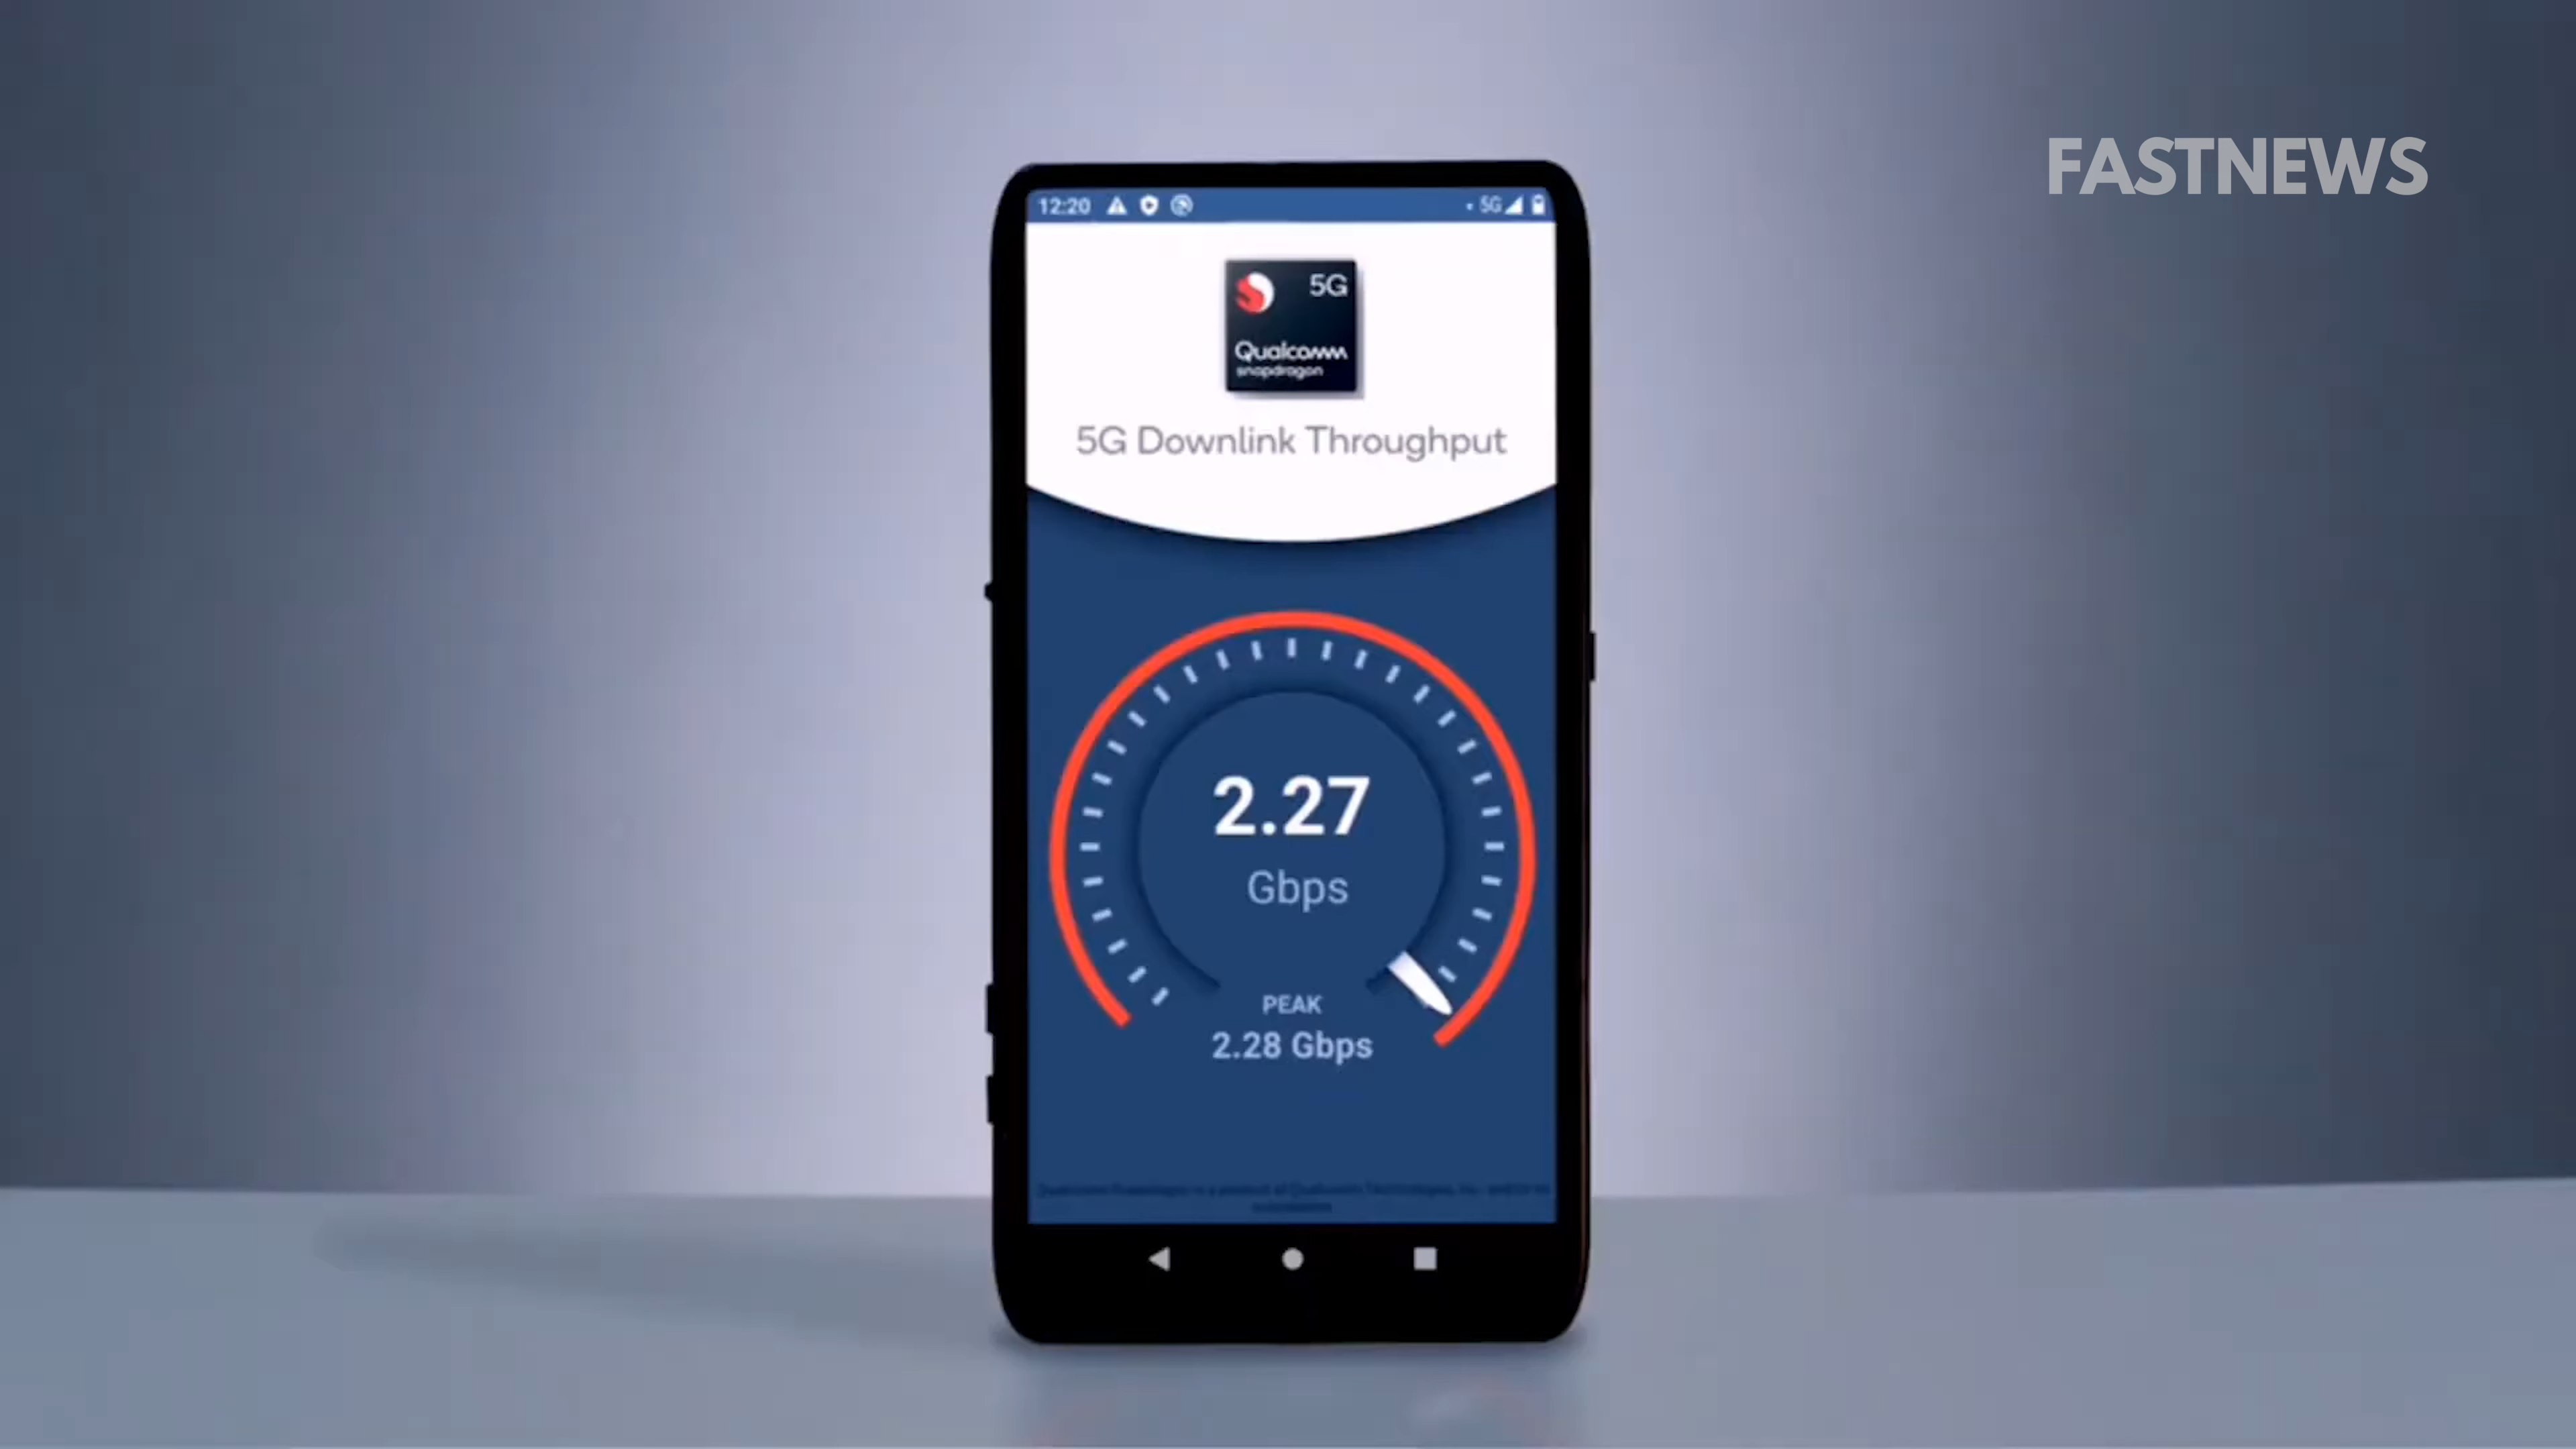 FASTNEWS
12:20
5G
5G
Qualcomm
snapdragon
5G Downlink Throughput
2.27
Gbps
PEAK
2.28 Gbps